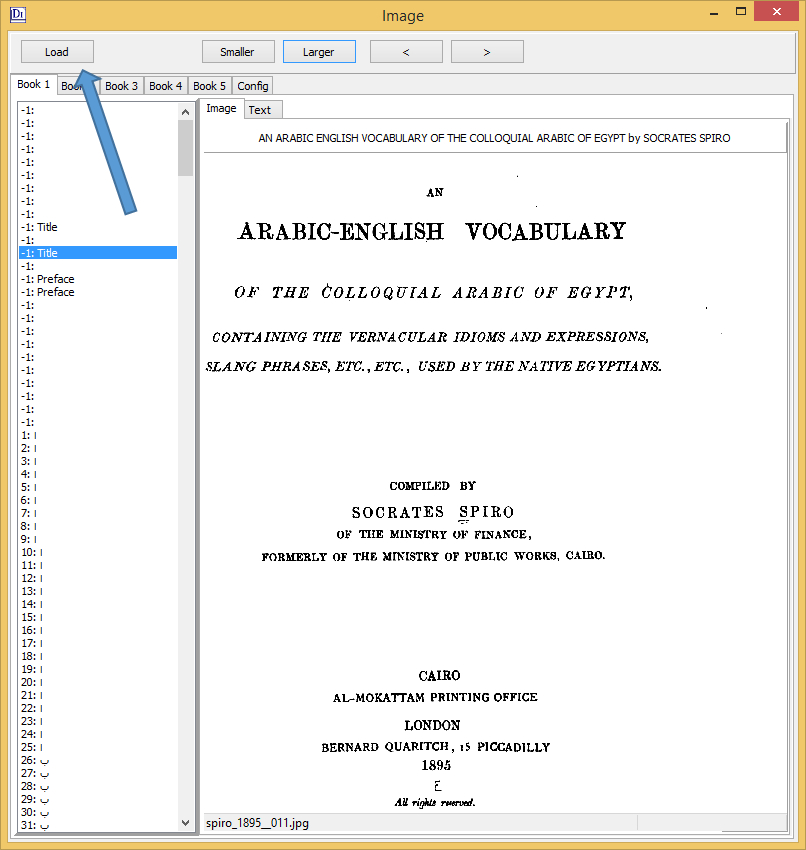 Dt
Image
Load Smaller Larger < >
Book 1 Book 3 Book 4 Book 5 Config
-1:
-1:
-1:
-1:
-1:
-1:
-1:
-1:
-1:
-1: Title
-1:
-1: Title
-1:
-1: Preface
-1: Preface
-1:
-1:
-1:
-1:
-1:
-1:
-1:
-1:
-1:
-1:
1: ا
2: ا
3: ا
4: ا
5: ا
6: ا
7: ا
8: ا
9: ا
10: ا
11: ا
12: ا
13: ا
14: ا
15: ا
16: ا
17: ا
18: ا
19: ا
20: ا
21: ا
22: ا
23: ا
24: ا
25: ا
26: ب
27: ب
28: ب
29: ب
30: ب
31: ب
Image Text
AN ARABIC ENGLISH VOCABULARY OF THE COLLOQUIAL ARABIC OF EGYPT by SOCRATES SPIRO
AN
ARABIC-ENGLISH VOCABULARY
OF THE COLLOQUIAL ARABIC OF EGYPT,
CONTAINING THE VERNACULAR IDIOMS AND EXPRESSIONS,
SLANG PHRASES, ETC., ETC., USED BY THE NATIVE EGYPTIANS.
COMPILED BY
SOCRATES SPIRO
OF THE MINISTRY OF FINANCE,
FORMERLY OF THE MINISTRY OF PUBLIC WORKS, CAIRO.
CAIRO
AL-MOKATTAM PRINTING OFFICE
LONDON
BERNARD QUARITCH, 15 PICCADILLY
1895
E
All rights reserved.
spiro_1895__011.jpg